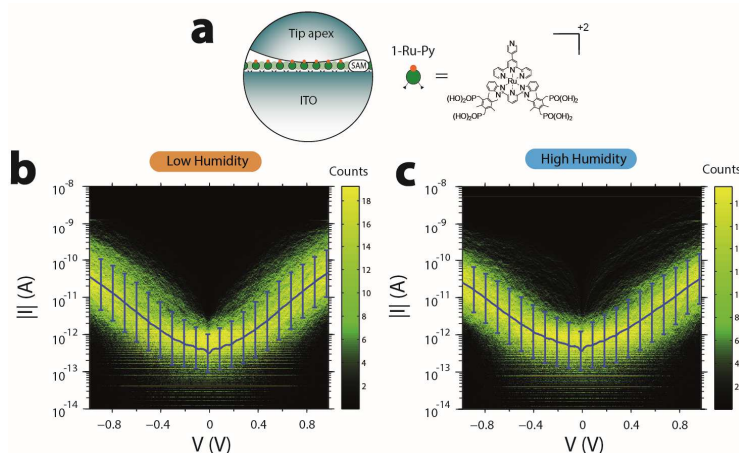 a
Tip apex
SAM
ITO
1-Ru-Py
=
+2
N
N
N
N
Ru
N
N
N
N
N
(HO)₂OP
PO(OH)₂
(HO)₂OP
PO(OH)₂
Low Humidity
High Humidity
b
Counts
10⁻⁸
10⁻⁹
10⁻¹⁰
10⁻¹¹
10⁻¹²
10⁻¹³
10⁻¹⁴
|I| (A)
−0.8
−0.4
0
0.4
0.8
V (V)
18
16
14
12
10
8
6
4
2
c
Counts
10⁻⁸
10⁻⁹
10⁻¹⁰
10⁻¹¹
10⁻¹²
10⁻¹³
10⁻¹⁴
|I| (A)
−0.8
−0.4
0
0.4
0.8
V (V)
8
6
4
2